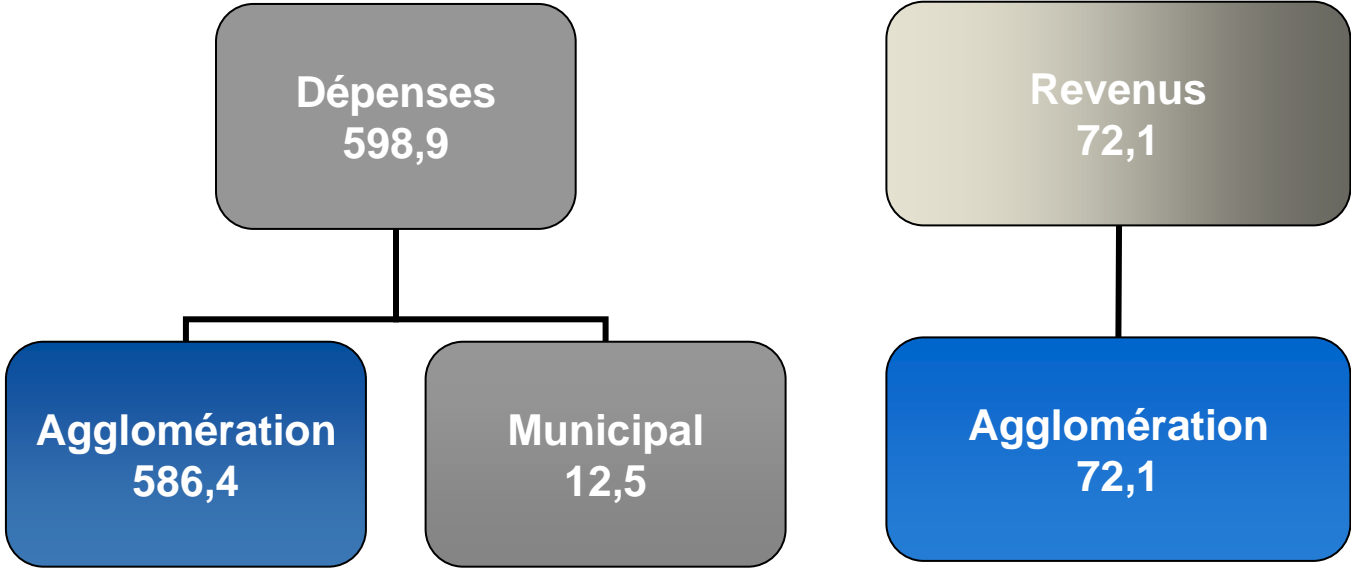 Dépenses
598,9
Revenus
72,1
Agglomération
586,4
Municipal
12,5
Agglomération
72,1